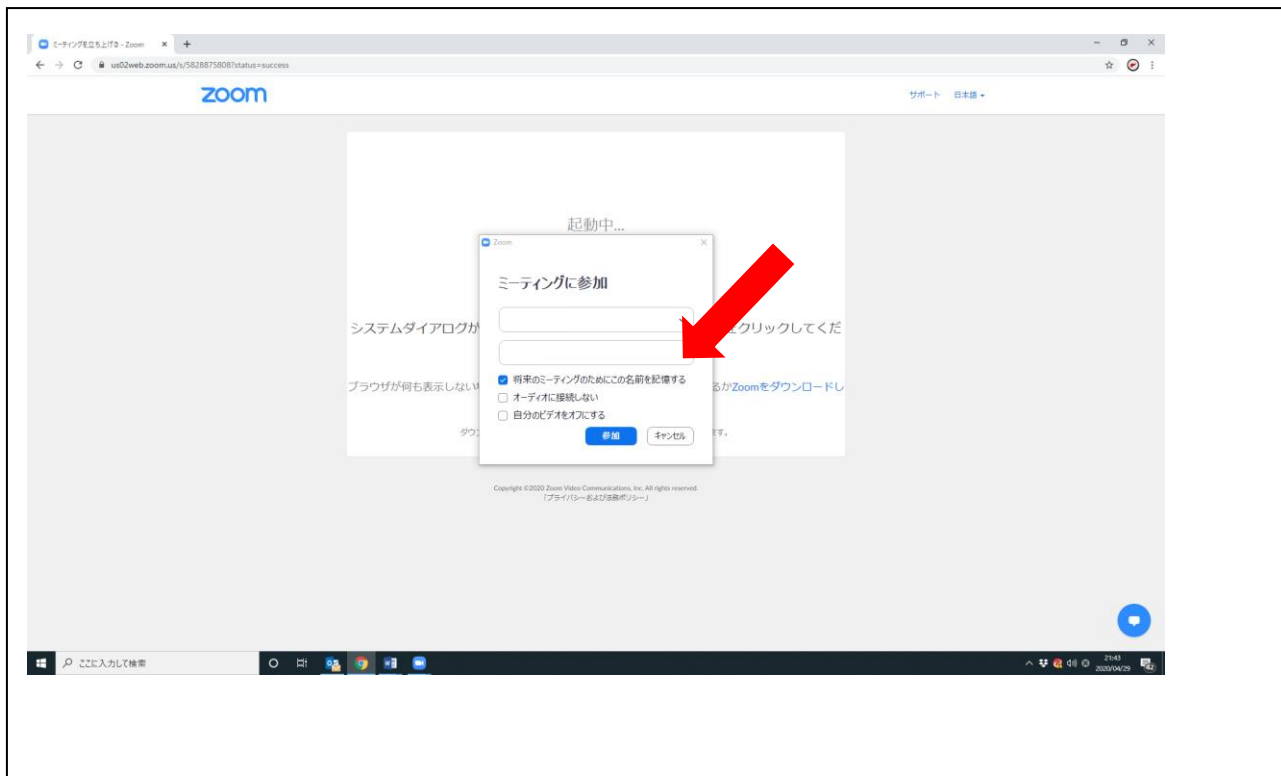 ミーティングを立ち上げる - Zoom
us02web.zoom.us/s/5828875808?status=success
zoom
サポート 日本語
起動中...
Zoom
ミーティングに参加
システムダイアログが
クリックしてくだ
ブラウザが何も表示しない
るかZoomをダウンロードし
将来のミーティングのためにこの名前を記憶する
オーディオに接続しない
自分のビデオをオフにする
参加 キャンセル
ダウン
ます。
Copyright ©2020 Zoom Video Communications, Inc. All rights reserved.
「プライバシーおよび法務ポリシー」
ここに入力して検索
21:43
2020/04/29